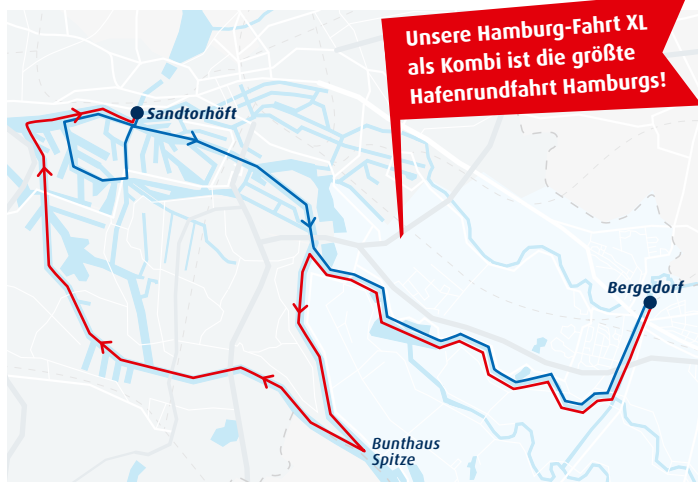 Unsere Hamburg-Fahrt XL
als Kombi ist die größte
Hafenrundfahrt Hamburgs!
Sandtorhöft
Bergedorf
Bunthaus
Spitze